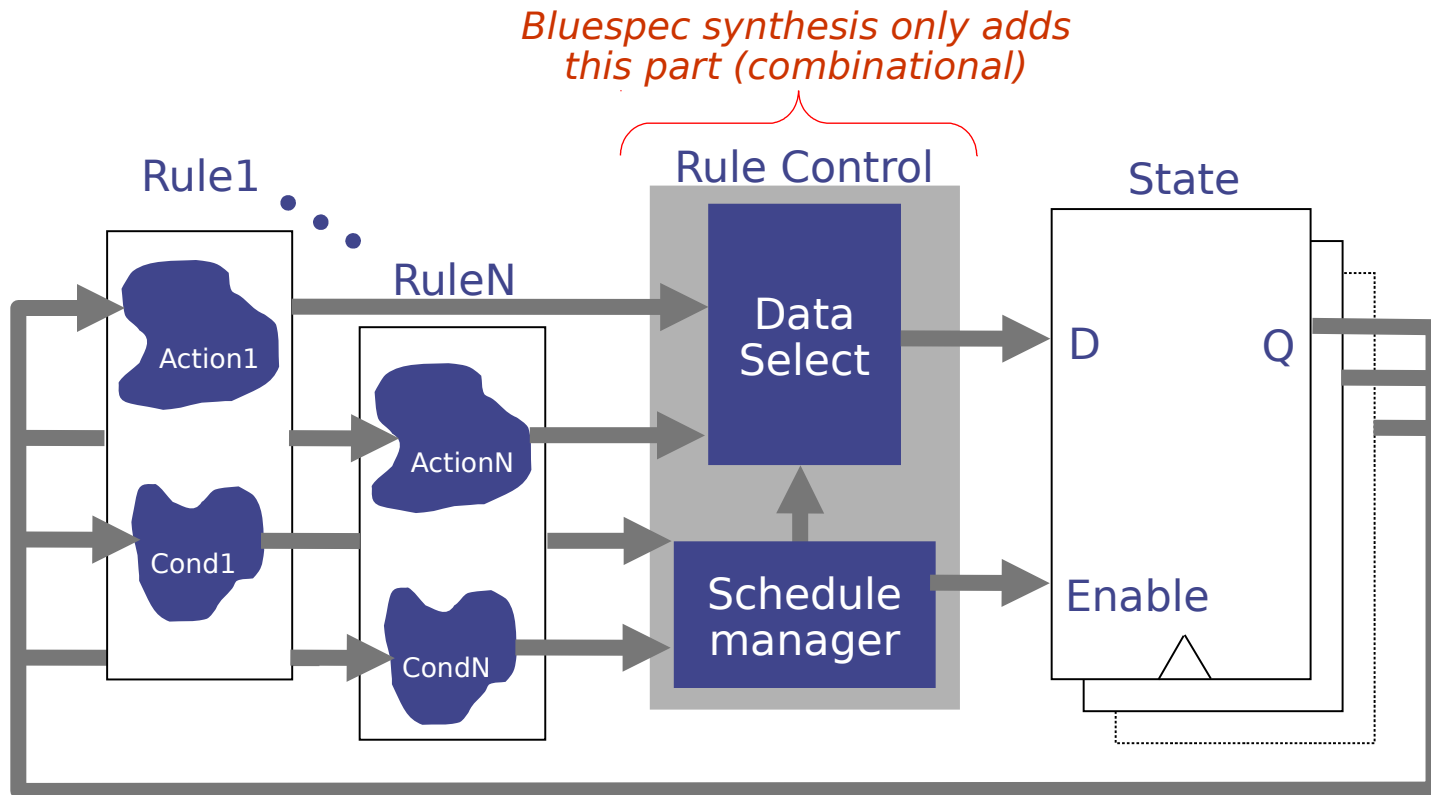 Bluespec synthesis only adds
this part (combinational)
Rule1
Rule Control
State
RuleN
Action1
Data
Select
D
Q
ActionN
Cond1
Schedule
manager
Enable
CondN